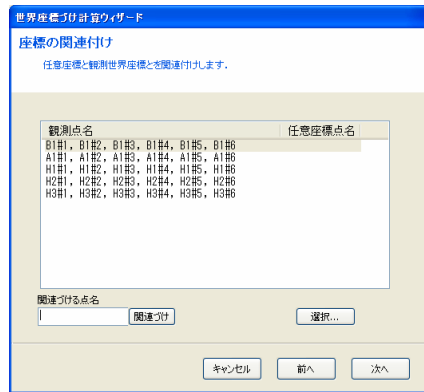 世界座標づけ計算ウィザード
座標の関連付け
任意座標と観測世界座標とを関連付けします。
観測点名 任意座標点名
B1#1, B1#2, B1#3, B1#4, B1#5, B1#6
A1#1, A1#2, A1#3, A1#4, A1#5, A1#6
H1#1, H1#2, H1#3, H1#4, H1#5, H1#6
H2#1, H2#2, H2#3, H2#4, H2#5, H2#6
H3#1, H3#2, H3#3, H3#4, H3#5, H3#6
関連づける点名
関連づけ 選択...
キャンセル 前へ 次へ